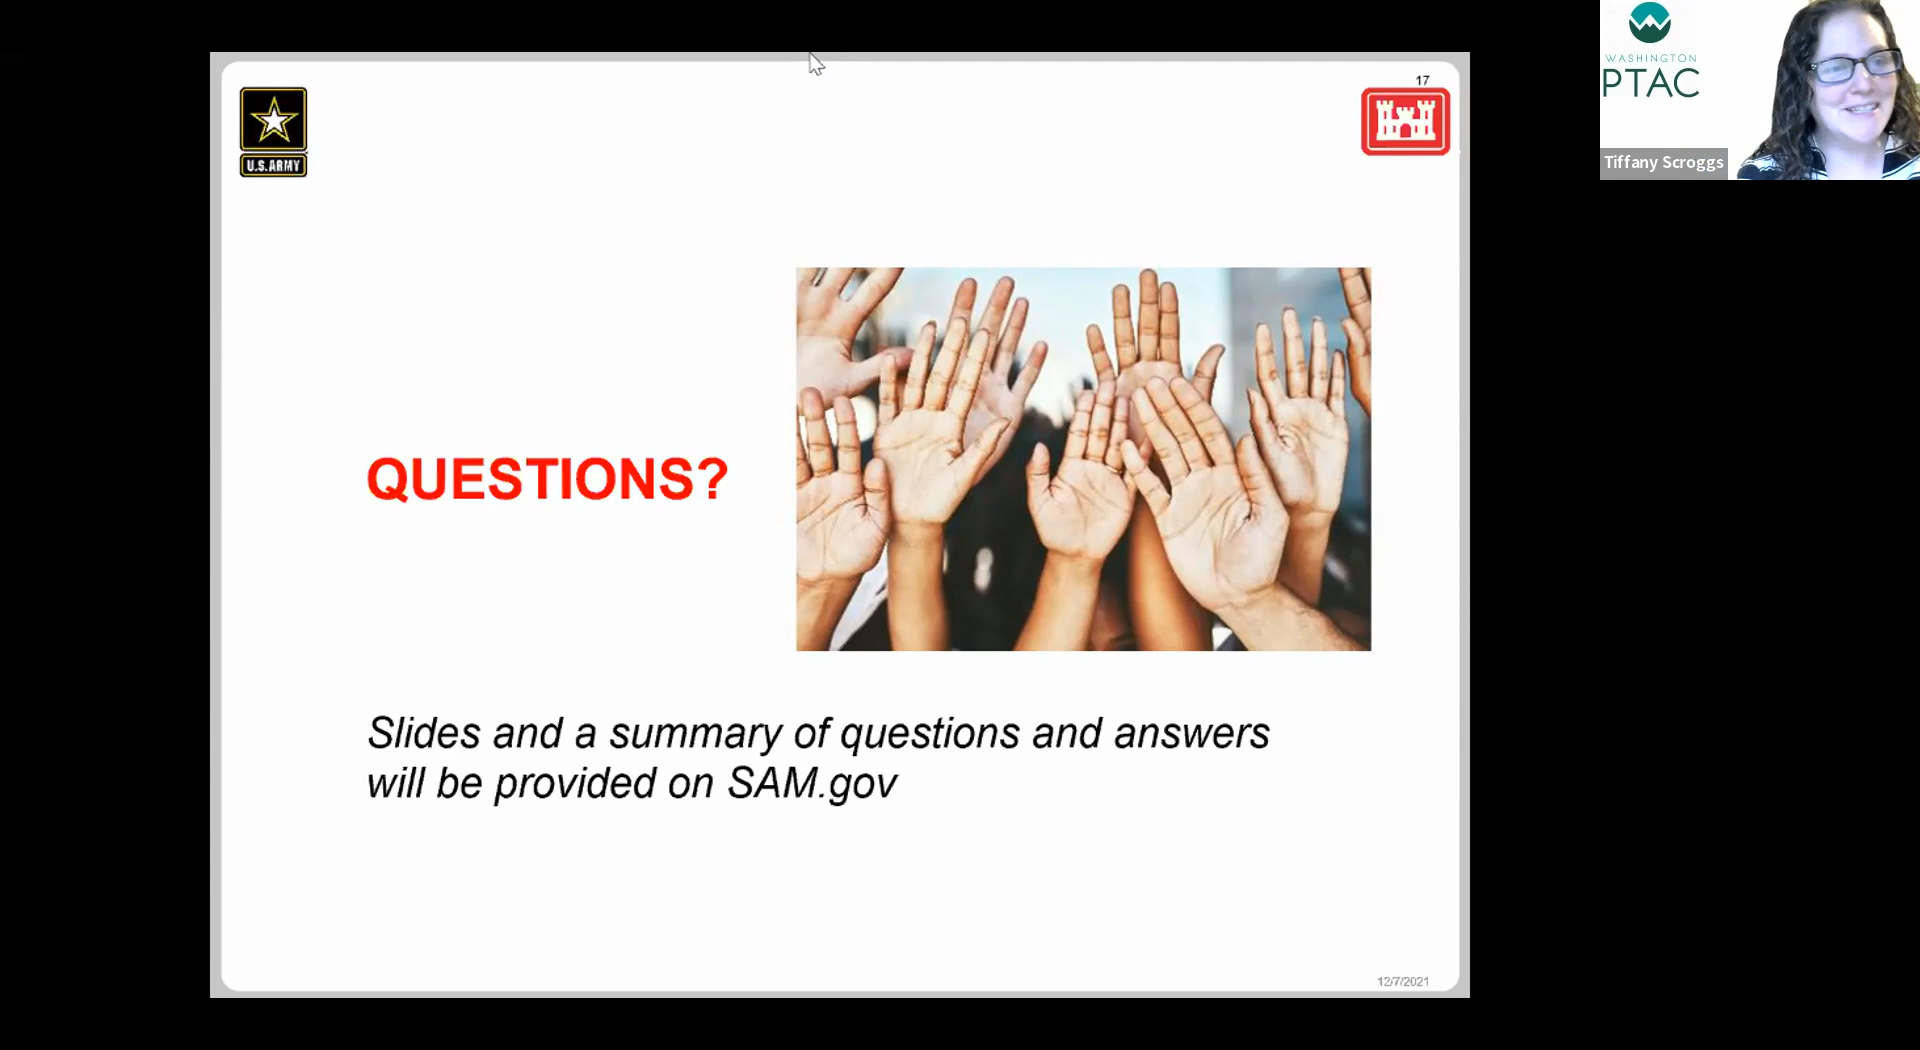 17
U.S.ARMY
QUESTIONS?
Slides and a summary of questions and answers
will be provided on SAM.gov
12/7/2021
WASHINGTON
PTAC
Tiffany Scroggs